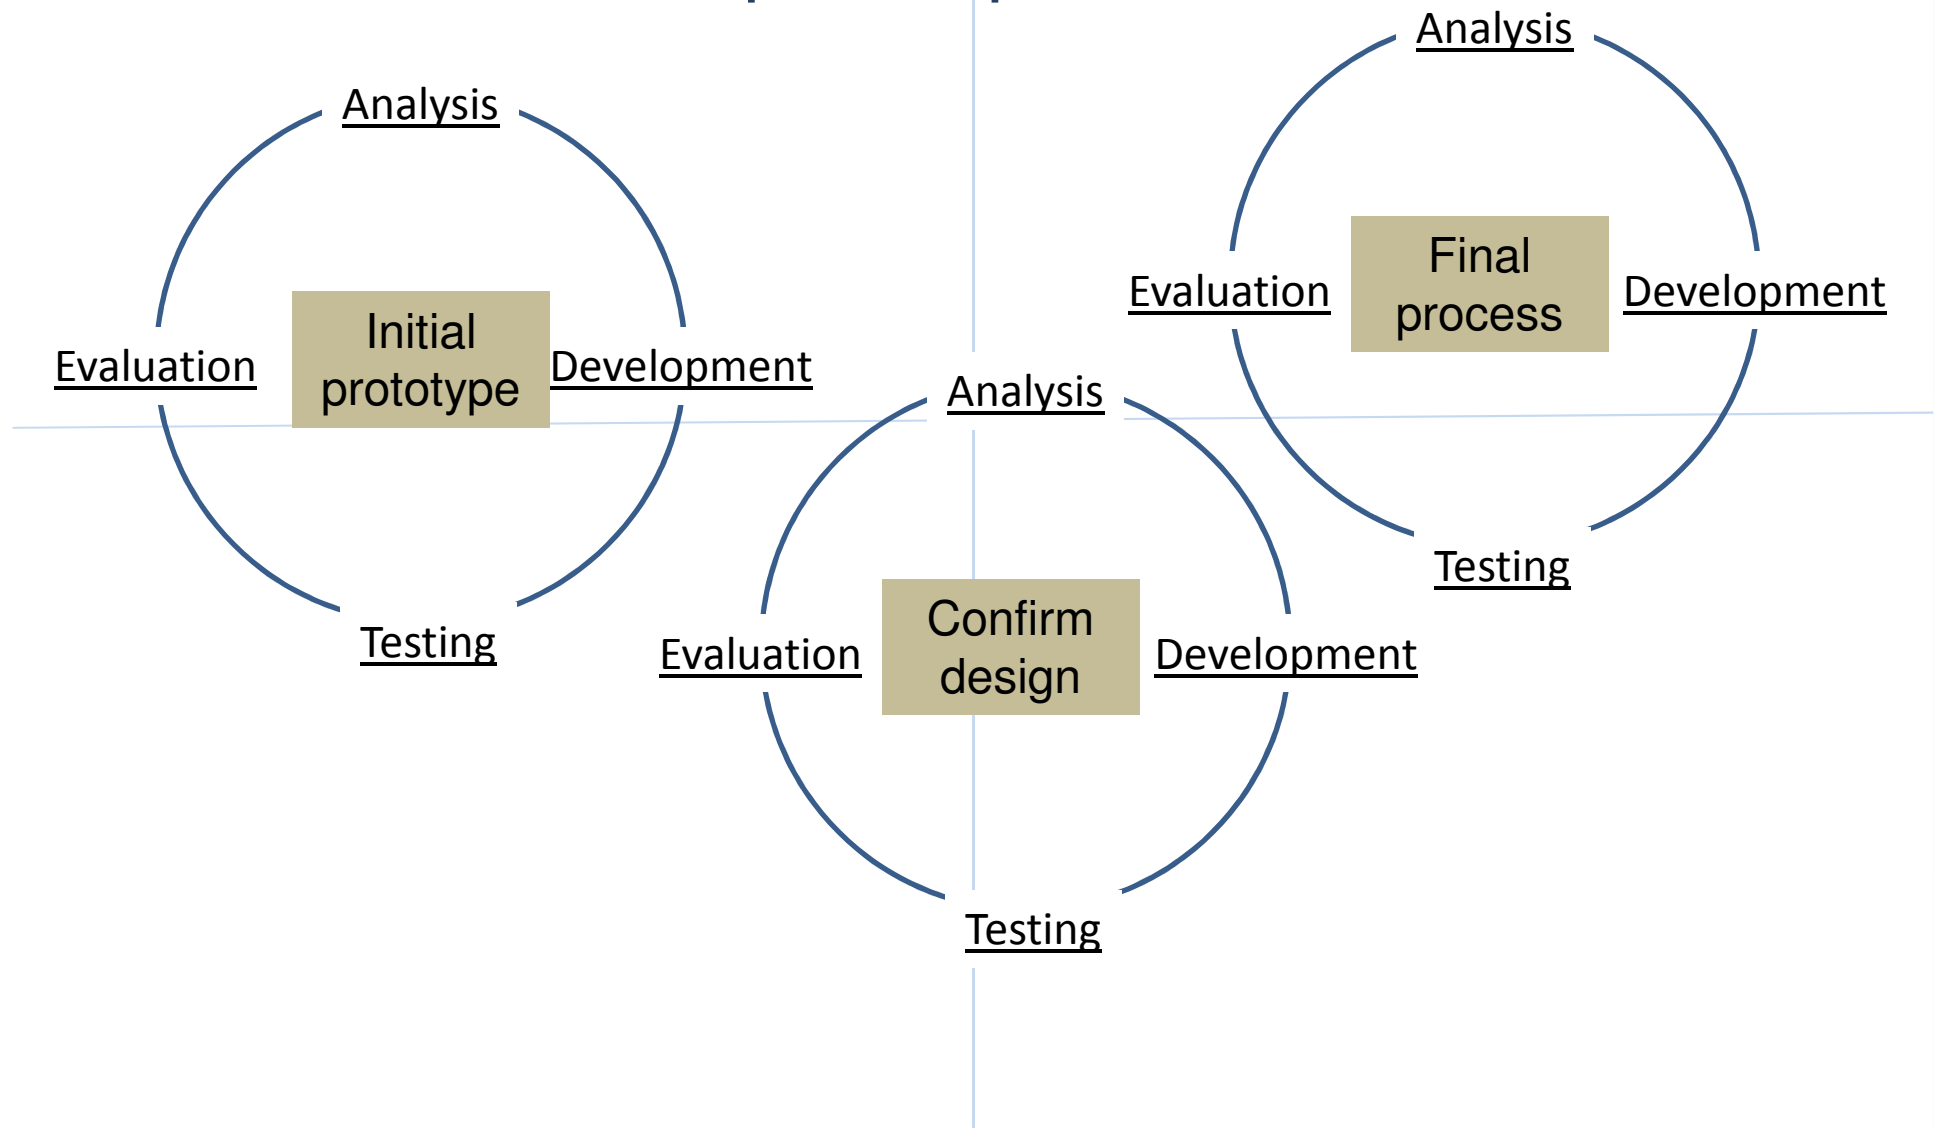 Analysis
Evaluation
Initial
prototype
Development
Testing
Analysis
Evaluation
Confirm
design
Development
Testing
Analysis
Evaluation
Final
process
Development
Testing